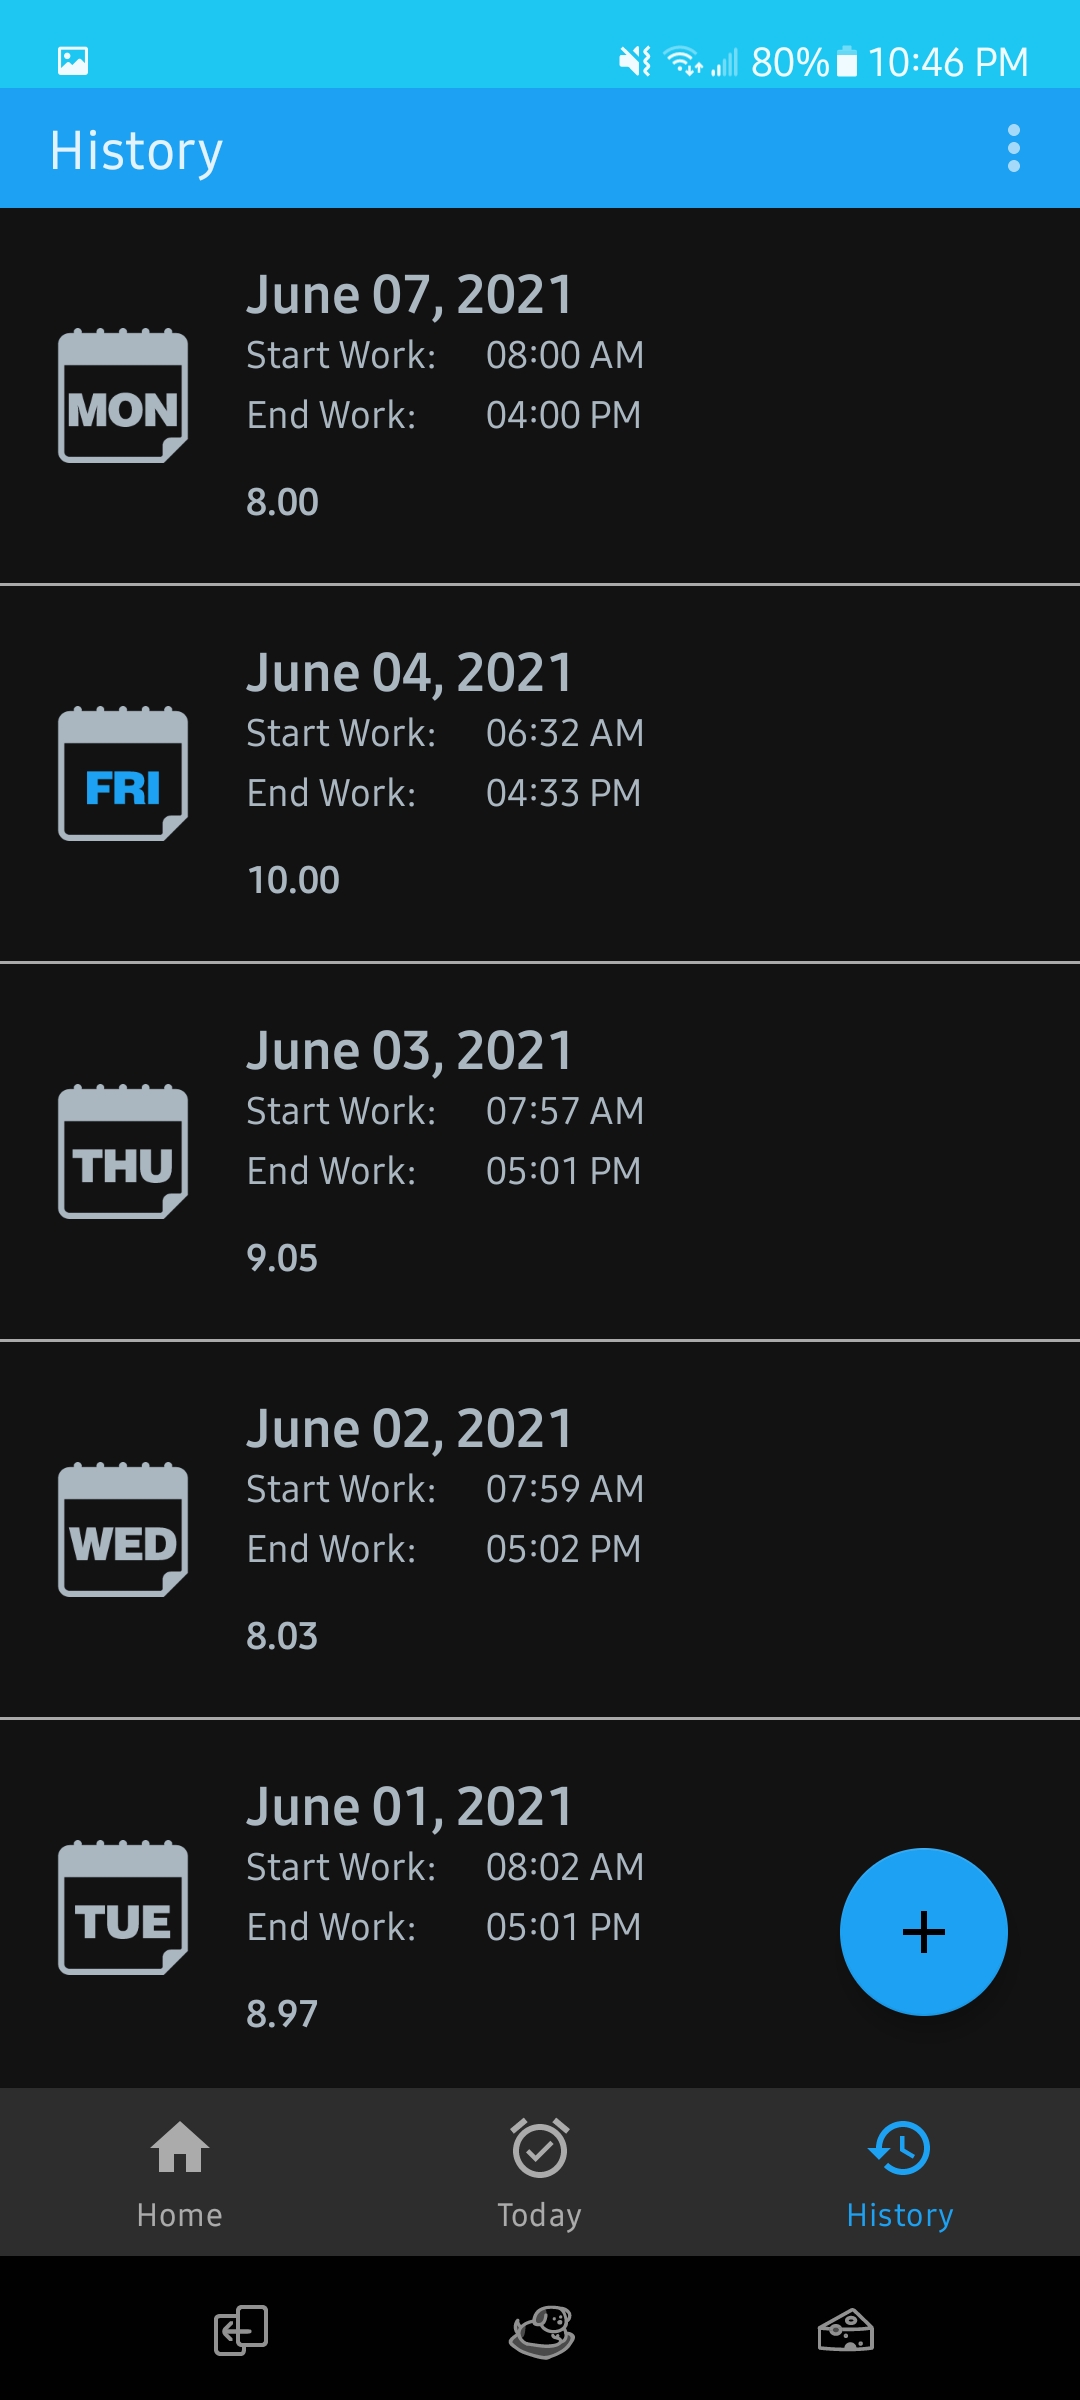 80% 10:46 PM
History
June 07, 2021
Start Work: 08:00 AM
MON
End Work: 04:00 PM
8.00
June 04, 2021
Start Work: 06:32 AM
FRI
End Work: 04:33 PM
10.00
June 03, 2021
Start Work: 07:57 AM
THU
End Work: 05:01 PM
9.05
June 02, 2021
Start Work: 07:59 AM
WED
End Work: 05:02 PM
8.03
June 01, 2021
Start Work: 08:02 AM
TUE
End Work: 05:01 PM
8.97
Home Today History